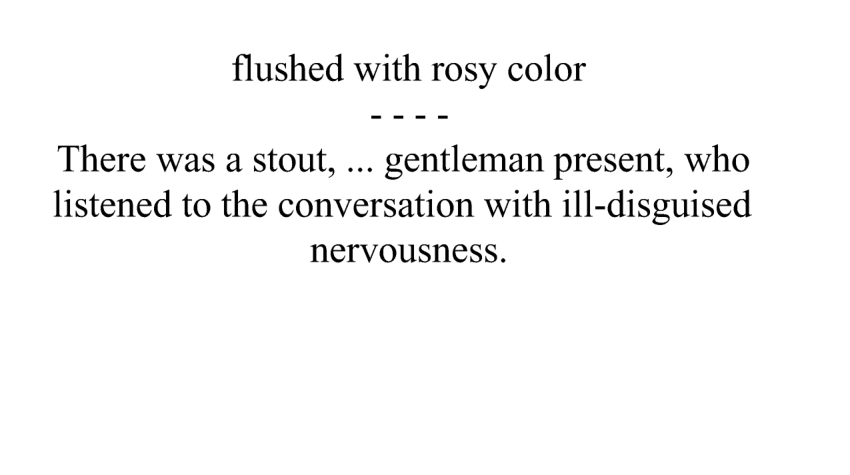 flushed with rosy color
- - - -
There was a stout, ... gentleman present, who
listened to the conversation with ill-disguised
nervousness.